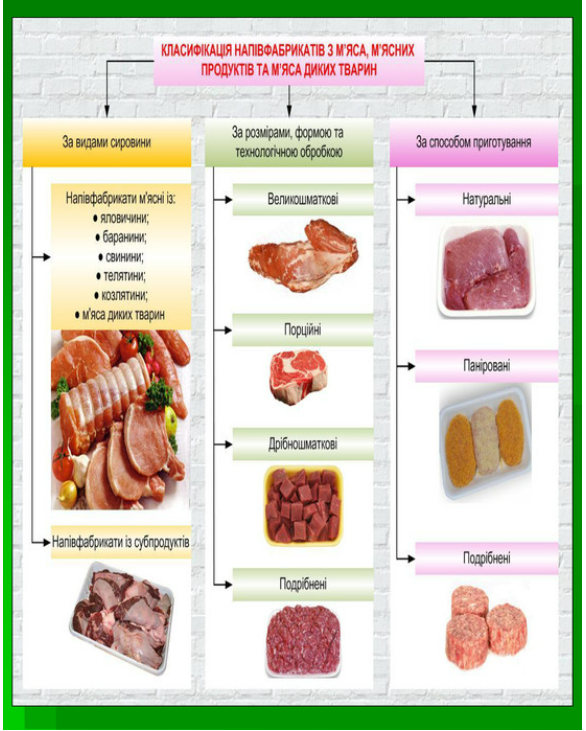 КЛАСИФІКАЦІЯ НАПІВФАБРИКАТІВ З М'ЯСА, М'ЯСНИХ
ПРОДУКТІВ ТА М'ЯСА ДИКИХ ТВАРИН
За видами сировини
Напівфабрикати м'ясні із:
● яловичини;
● баранини;
● свинини;
● телятини;
● козлятини;
● м'яса диких тварин
Напівфабрикати із субпродуктів
За розмірами, формою та
технологічною обробкою
Великошматкові
Порційні
Дрібношматкові
Подрібнені
За способом приготування
Натуральні
Паніровані
Подрібнені